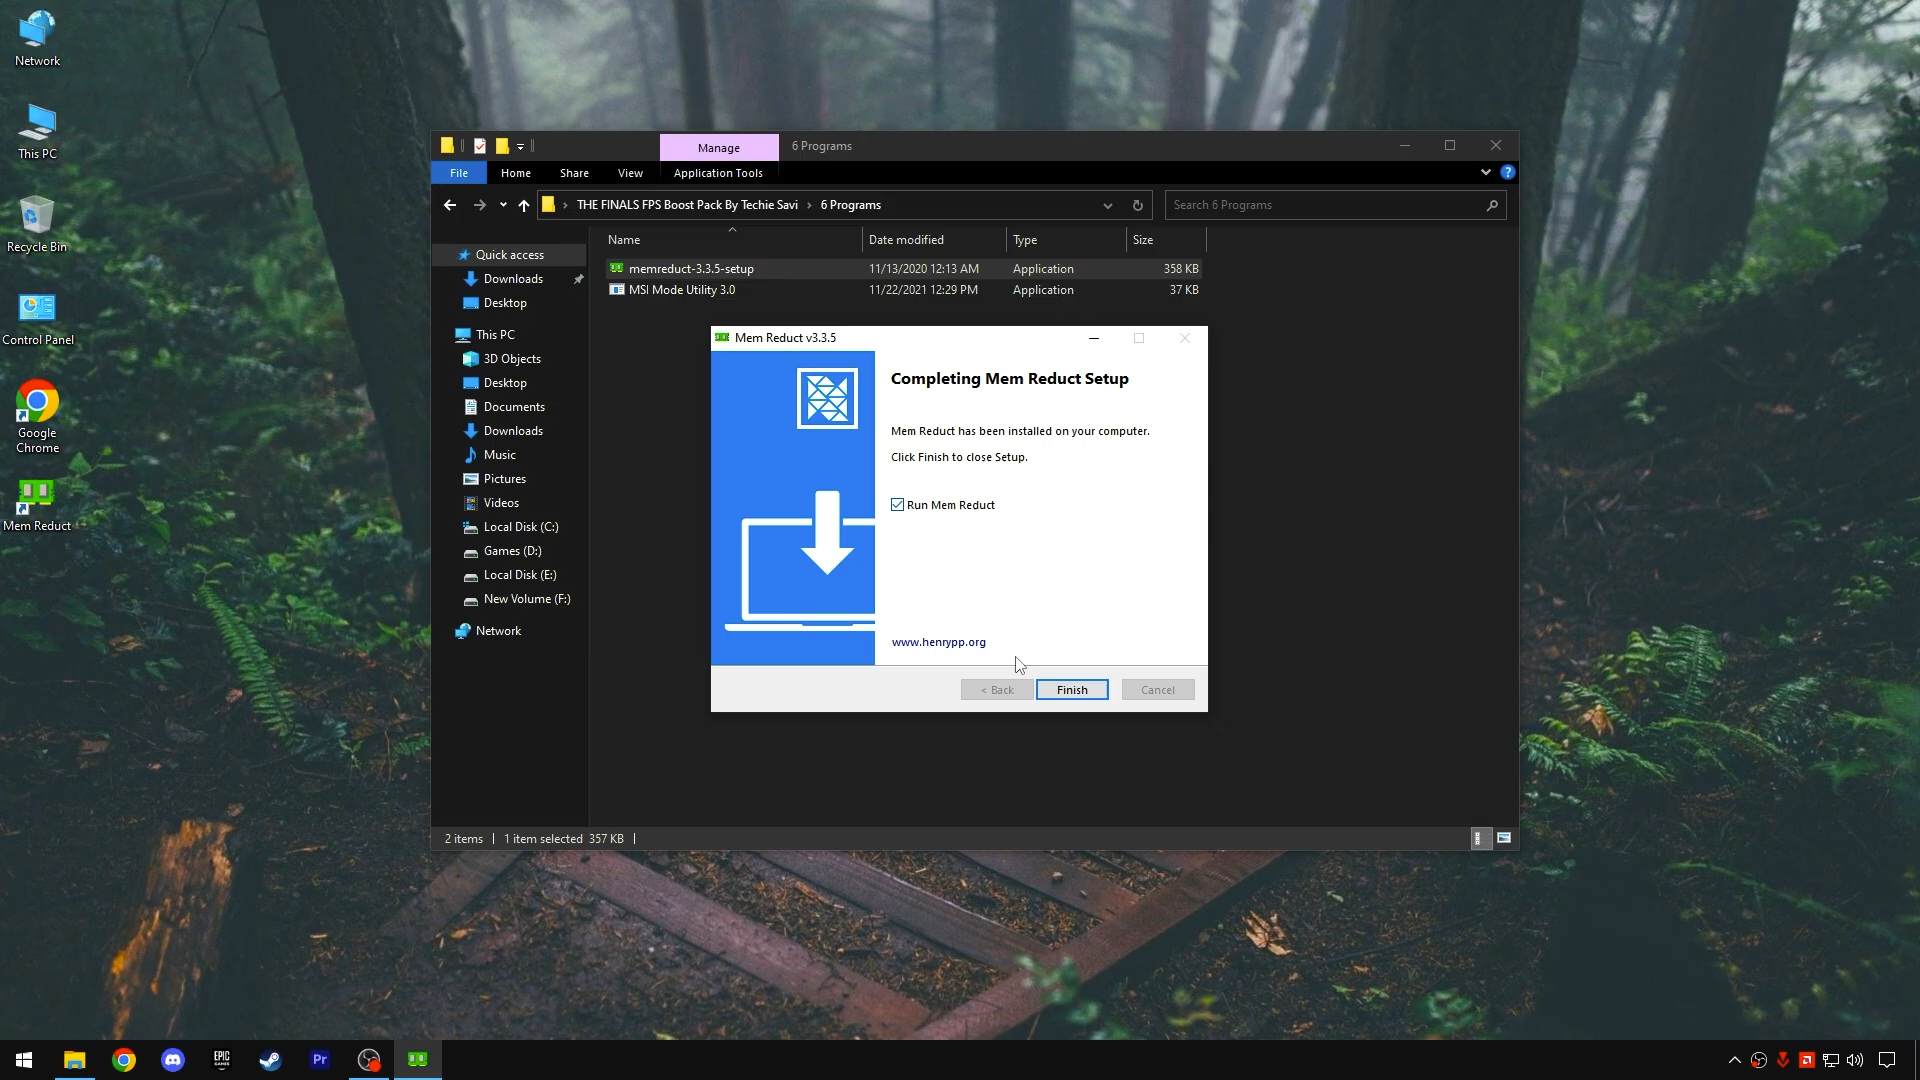 Network
This PC
Recycle Bin
Control Panel
Google
Chrome
Mem Reduct
Manage
6 Programs
File
Home
Share
View
Application Tools
?
THE FINALS FPS Boost Pack By Techie Savi
6 Programs
Search 6 Programs
Name
Date modified
Type
Size
memreduct-3.3.5-setup
11/13/2020 12:13 AM
Application
358 KB
MSI Mode Utility 3.0
11/22/2021 12:29 PM
Application
37 KB
Quick access
Downloads
Desktop
This PC
3D Objects
Desktop
Documents
Downloads
Music
Pictures
Videos
Local Disk (C:)
Games (D:)
Local Disk (E:)
New Volume (F:)
Network
Mem Reduct v3.3.5
Completing Mem Reduct Setup
Mem Reduct has been installed on your computer.
Click Finish to close Setup.
Run Mem Reduct
www.henrypp.org
< Back
Finish
Cancel
2 items
1 item selected 357 KB
EPIC
GAMES
Pr